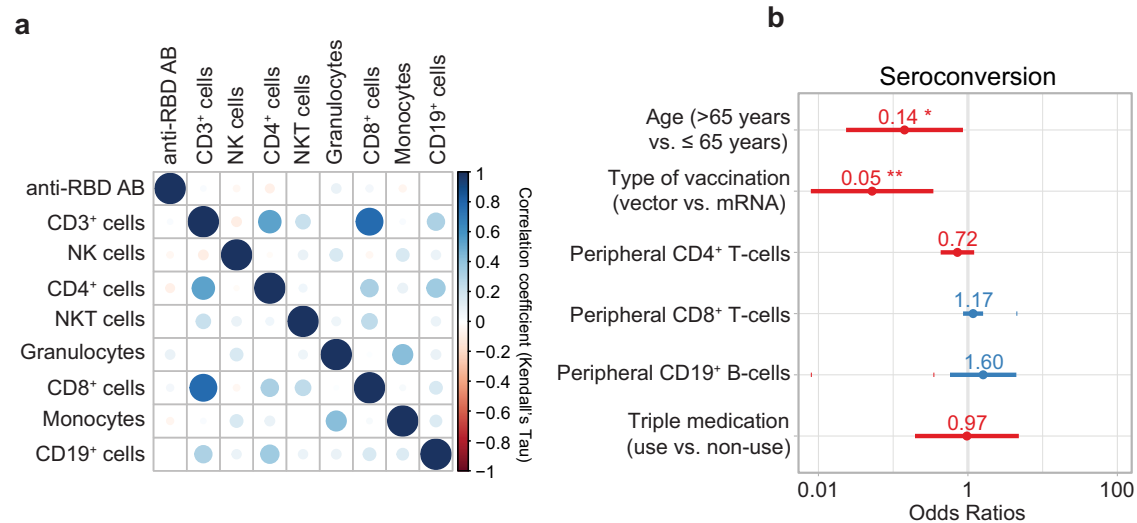 a
anti-RBD AB
CD3⁺ cells
NK cells
CD4⁺ cells
NKT cells
Granulocytes
CD8⁺ cells
Monocytes
CD19⁺ cells
anti-RBD AB
CD3⁺ cells
NK cells
CD4⁺ cells
NKT cells
Granulocytes
CD8⁺ cells
Monocytes
CD19⁺ cells
1
0.8
0.6
0.4
0.2
0
−0.2
−0.4
−0.6
−0.8
−1
Correlation coefficient (Kendall's Tau)
b
Seroconversion
Age (>65 years
vs. ≤ 65 years)
0.14 *
Type of vaccination
(vector vs. mRNA)
0.05 **
Peripheral CD4⁺ T-cells
0.72
Peripheral CD8⁺ T-cells
1.17
Peripheral CD19⁺ B-cells
1.60
Triple medication
(use vs. non-use)
0.97
0.01
1
100
Odds Ratios